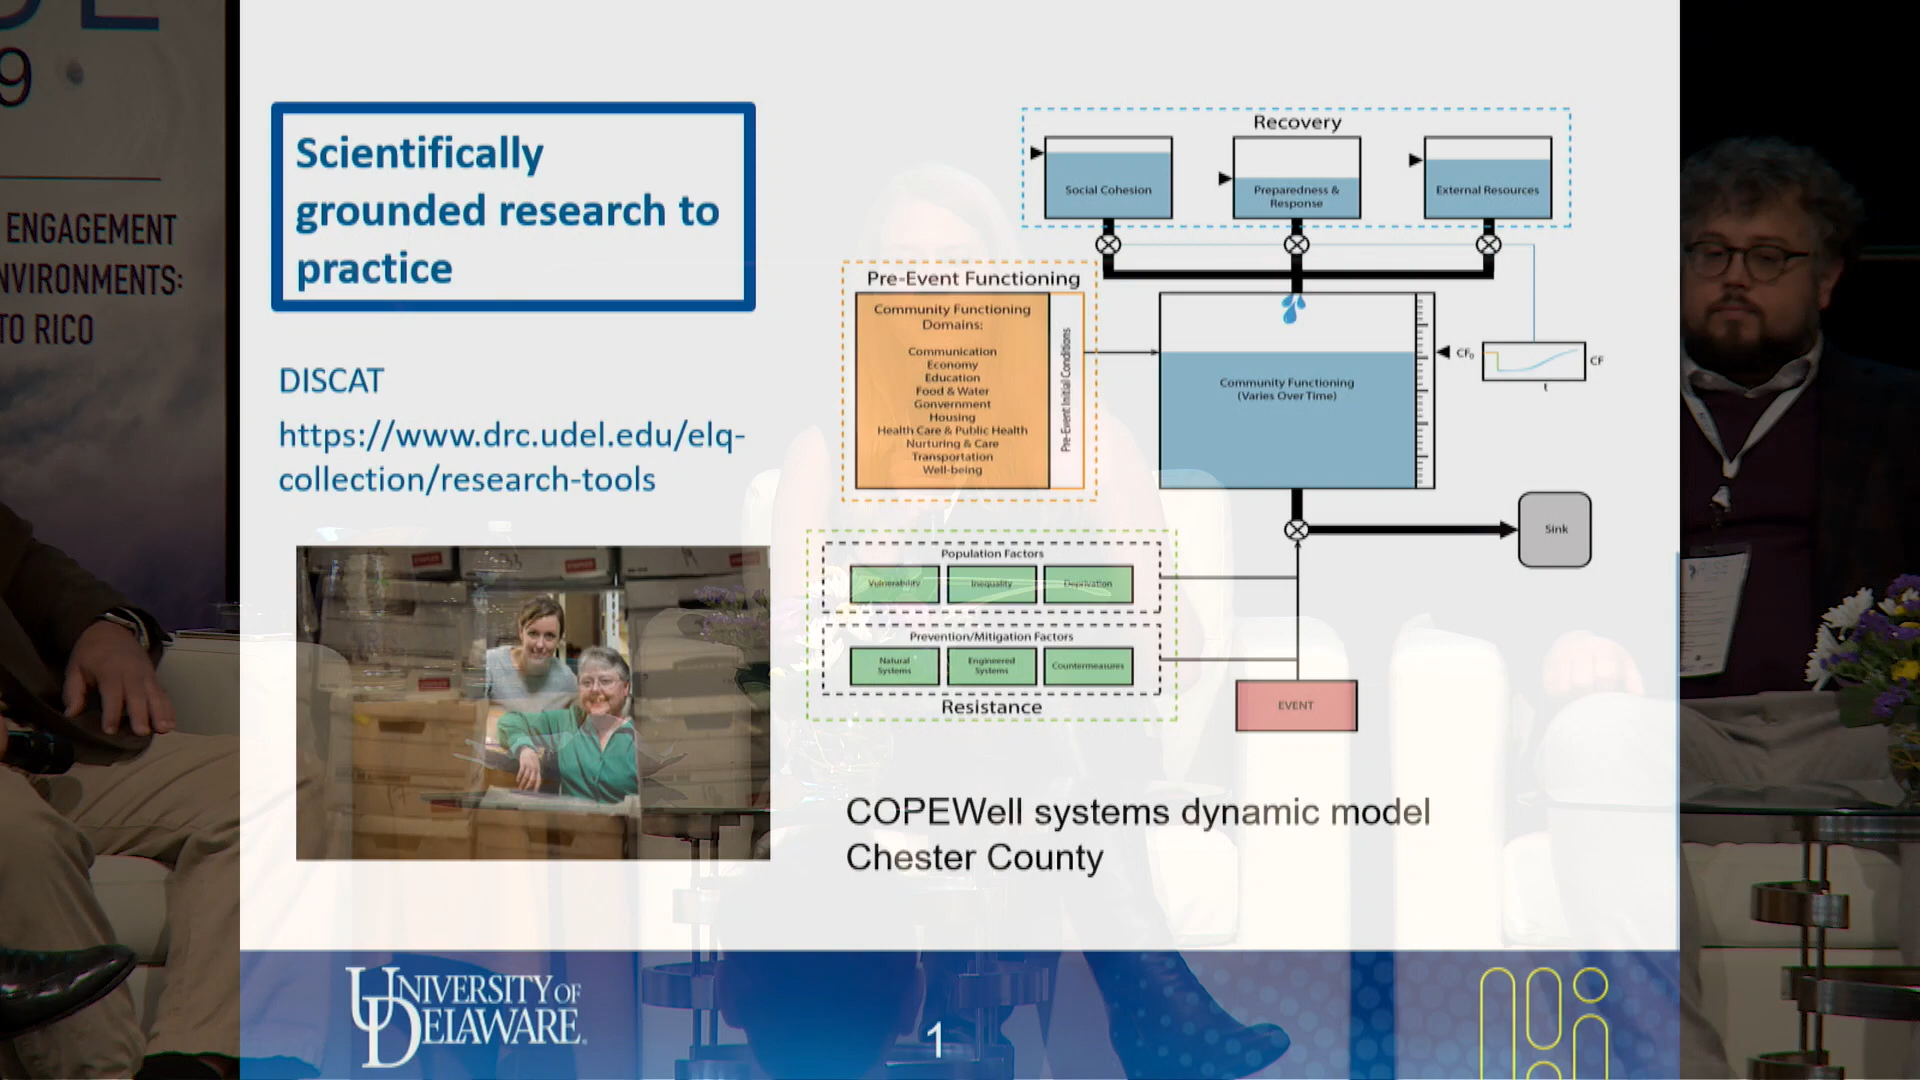 9
ENGAGEMENT
NVIRONMENTS:
TO RICO
Scientifically
grounded research to
practice
DISCAT
https://www.drc.udel.edu/elq-
collection/research-tools
Recovery
Social Cohesion
Preparedness &
Response
External Resources
Pre-Event Functioning
Community Functioning
Domains:
Communication
Economy
Education
Food & Water
Gonvernment
Housing
Health Care & Public Health
Nurturing & Care
Transportation
Well-being
Pre-Event Initial Conditions
Community Functioning
(Varies Over Time)
CF₀
CF
t
Sink
Population Factors
Vulnerability
Inequality
Deprivation
Prevention/Mitigation Factors
Natural
Systems
Engineered
Systems
Countermeasures
Resistance
EVENT
COPEWell systems dynamic model
Chester County
UNIVERSITY OF
DELAWARE.
1